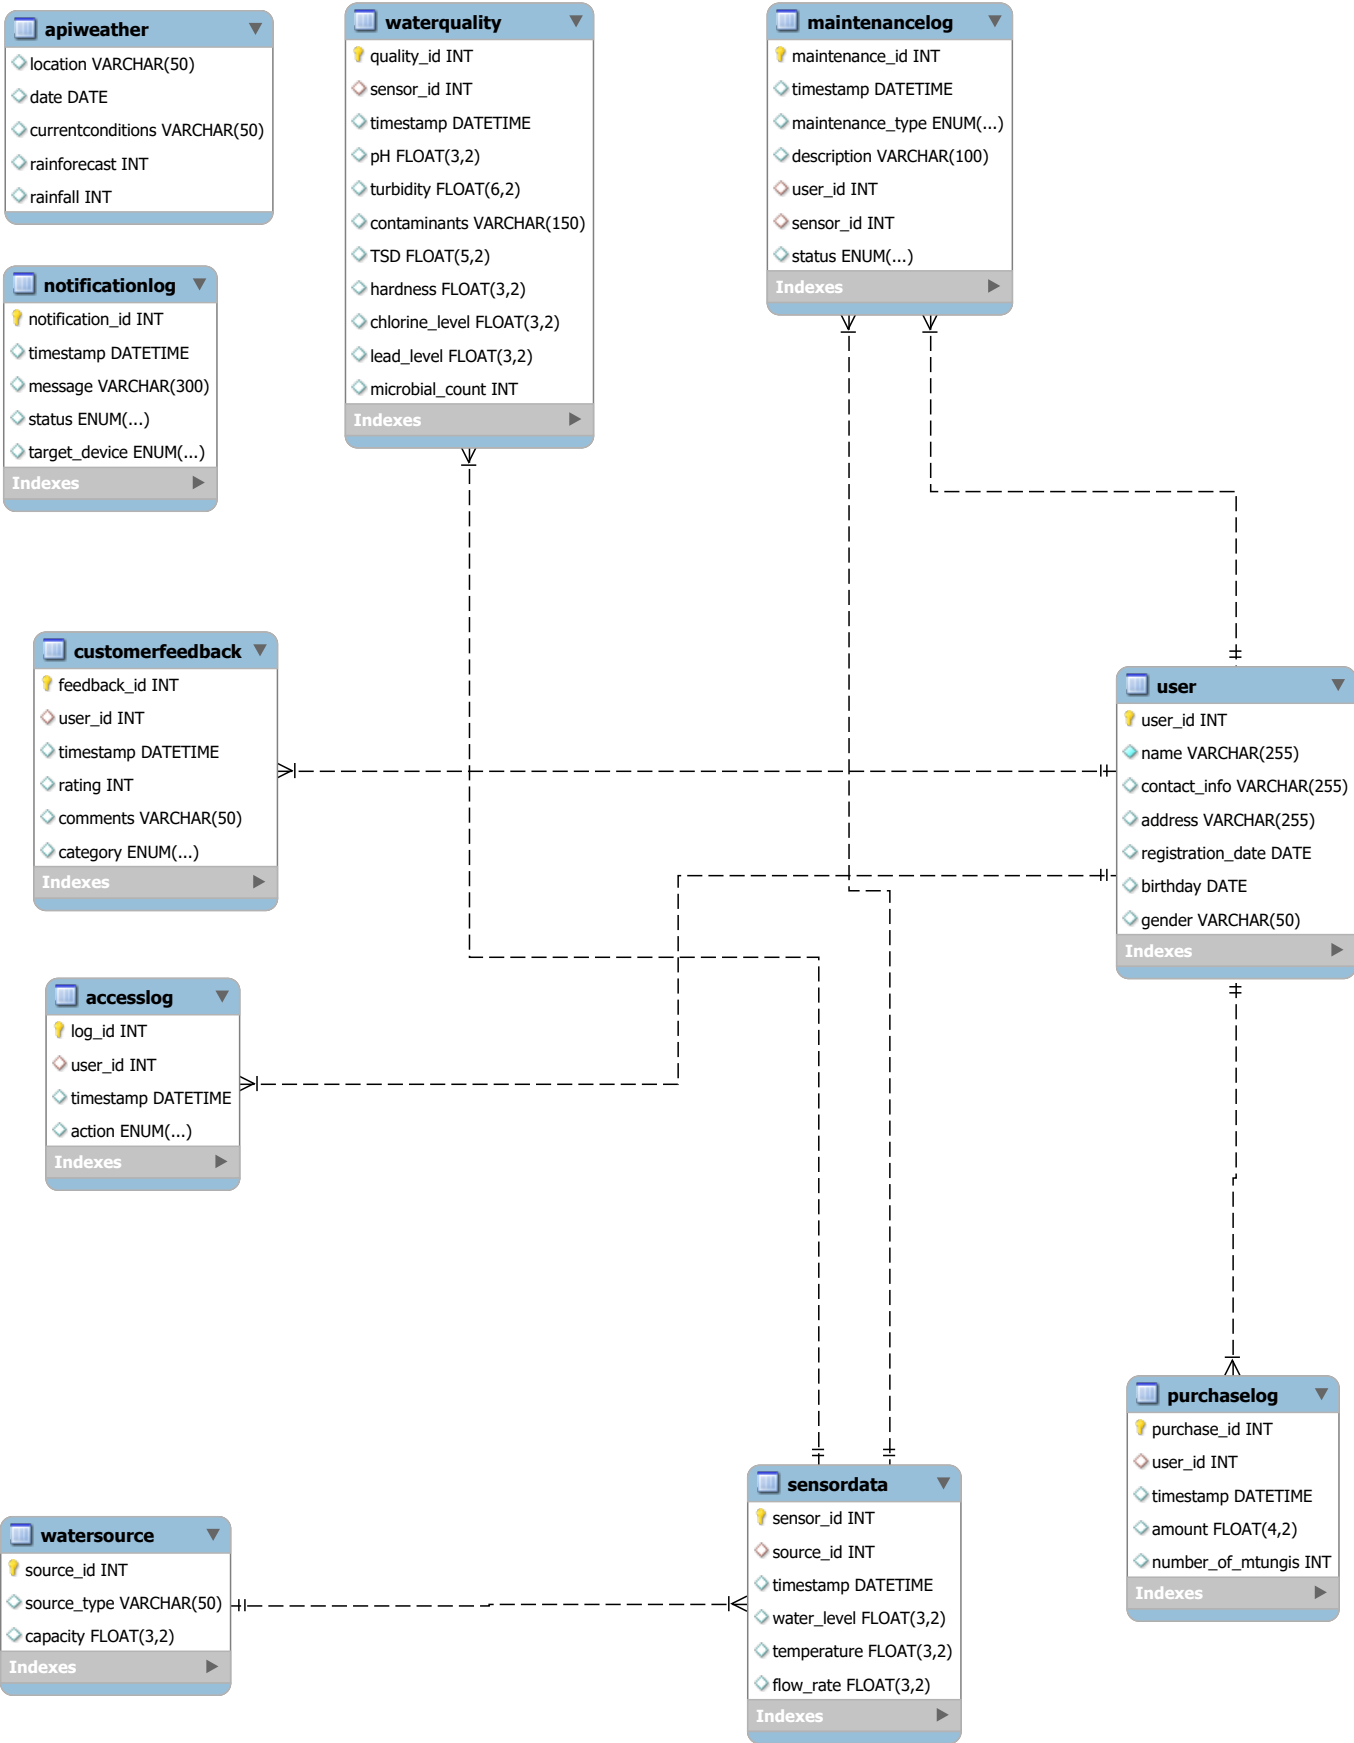 apiweather
location VARCHAR(50)
date DATE
currentconditions VARCHAR(50)
rainforecast INT
rainfall INT
notificationlog
notification_id INT
timestamp DATETIME
message VARCHAR(300)
status ENUM(...)
target_device ENUM(...)
Indexes
waterquality
quality_id INT
sensor_id INT
timestamp DATETIME
pH FLOAT(3,2)
turbidity FLOAT(6,2)
contaminants VARCHAR(150)
TSD FLOAT(5,2)
hardness FLOAT(3,2)
chlorine_level FLOAT(3,2)
lead_level FLOAT(3,2)
microbial_count INT
Indexes
maintenancelog
maintenance_id INT
timestamp DATETIME
maintenance_type ENUM(...)
description VARCHAR(100)
user_id INT
sensor_id INT
status ENUM(...)
Indexes
customerfeedback
feedback_id INT
user_id INT
timestamp DATETIME
rating INT
comments VARCHAR(50)
category ENUM(...)
Indexes
user
user_id INT
name VARCHAR(255)
contact_info VARCHAR(255)
address VARCHAR(255)
registration_date DATE
birthday DATE
gender VARCHAR(50)
Indexes
accesslog
log_id INT
user_id INT
timestamp DATETIME
action ENUM(...)
Indexes
purchaselog
purchase_id INT
user_id INT
timestamp DATETIME
amount FLOAT(4,2)
number_of_mtungis INT
Indexes
watersource
source_id INT
source_type VARCHAR(50)
capacity FLOAT(3,2)
Indexes
sensordata
sensor_id INT
source_id INT
timestamp DATETIME
water_level FLOAT(3,2)
temperature FLOAT(3,2)
flow_rate FLOAT(3,2)
Indexes